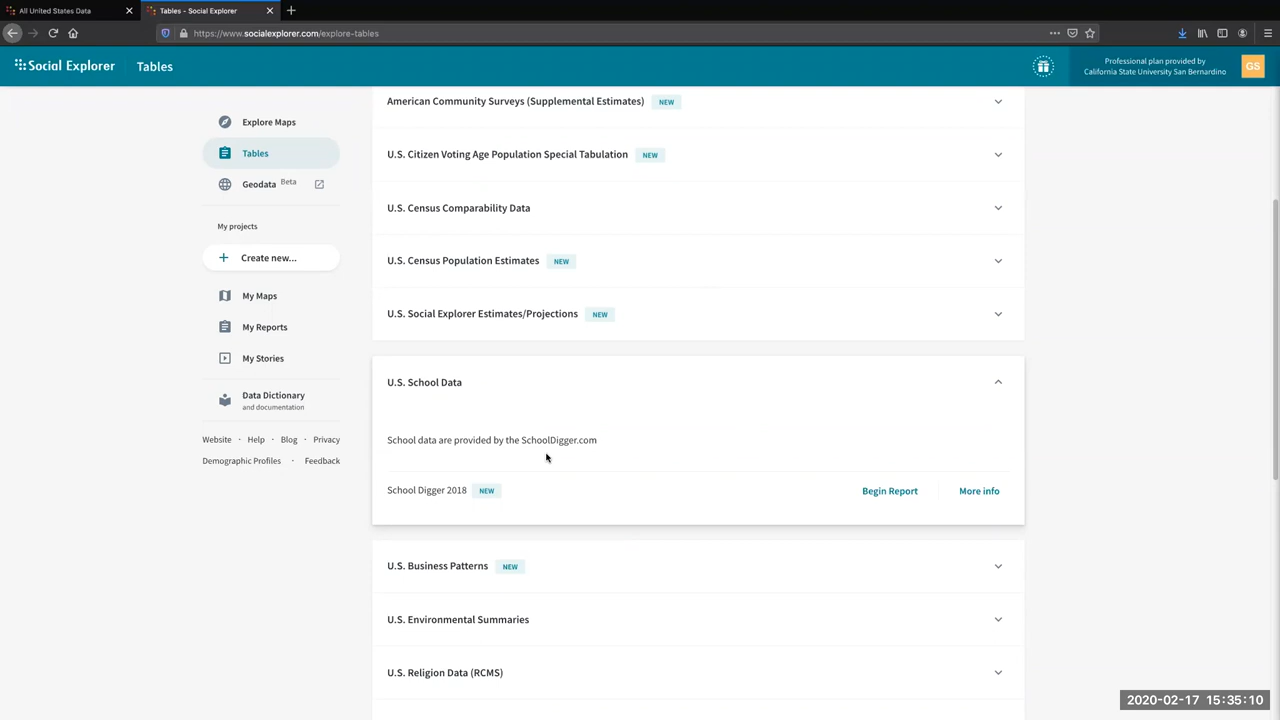 All United States Data
Tables - Social Explorer
https://www.socialexplorer.com/explore-tables
Social Explorer
Tables
Professional plan provided by
California State University San Bernardino
GS
Explore Maps
Tables
Geodata Beta
My projects
Create new...
My Maps
My Reports
My Stories
Data Dictionary
and documentation
Website · Help · Blog · Privacy
Demographic Profiles · Feedback
American Community Surveys (Supplemental Estimates) NEW
U.S. Citizen Voting Age Population Special Tabulation NEW
U.S. Census Comparability Data
U.S. Census Population Estimates NEW
U.S. Social Explorer Estimates/Projections NEW
U.S. School Data
School data are provided by the SchoolDigger.com
School Digger 2018 NEW Begin Report More info
U.S. Business Patterns NEW
U.S. Environmental Summaries
U.S. Religion Data (RCMS)
2020-02-17 15:35:10